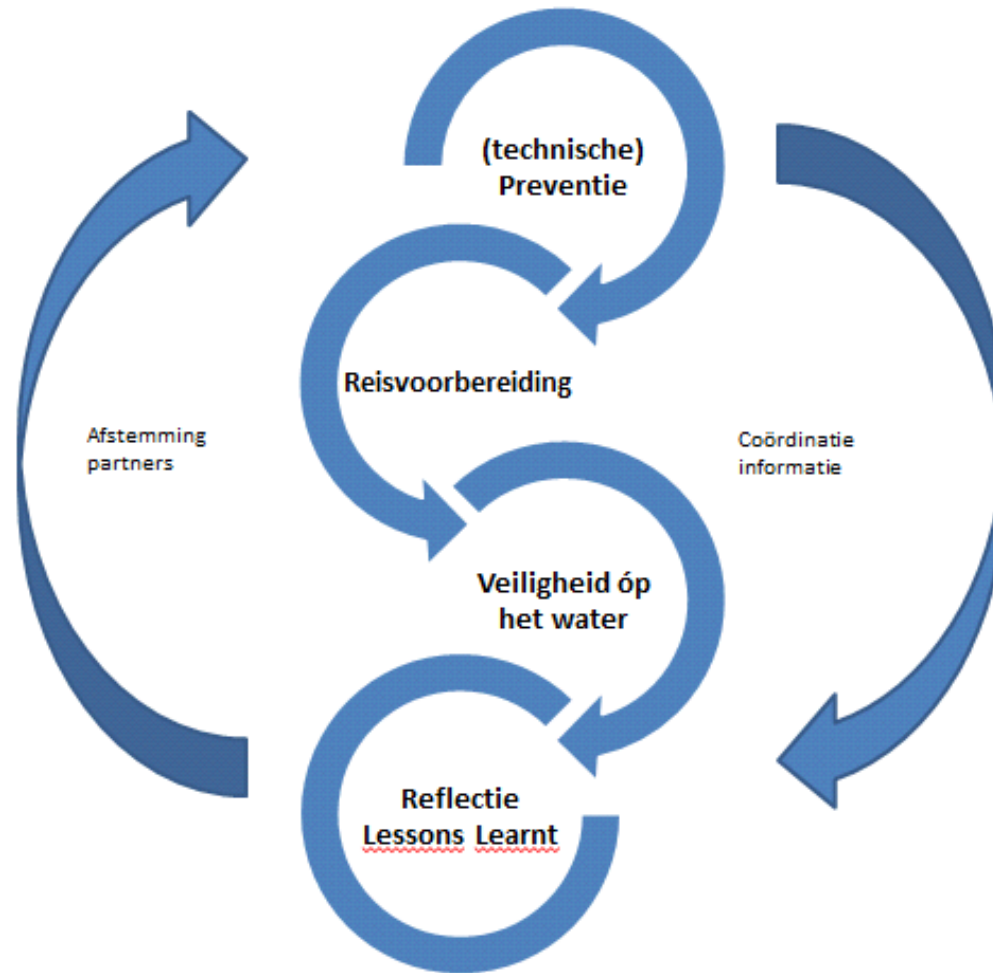 (technische)
Preventie
Reisvoorbereiding
Afstemming
partners
Coördinatie
informatie
Veiligheid óp
het water
Reflectie
Lessons Learnt